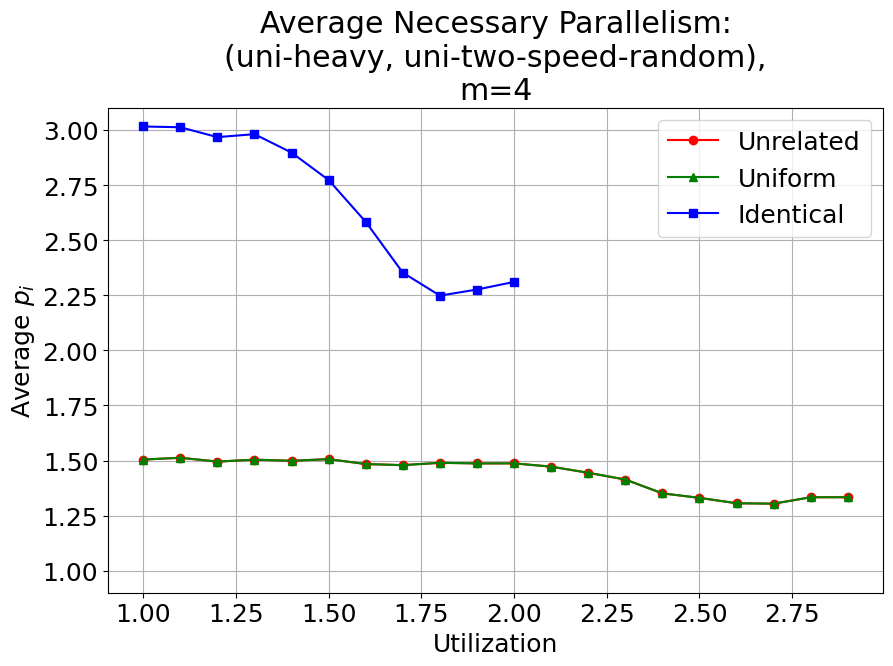 Average Necessary Parallelism:
(uni-heavy, uni-two-speed-random),
m=4
Unrelated
Uniform
Identical
3.00
2.75
2.50
2.25
2.00
1.75
1.50
1.25
1.00
Average p_i
1.00 1.25 1.50 1.75 2.00 2.25 2.50 2.75
Utilization